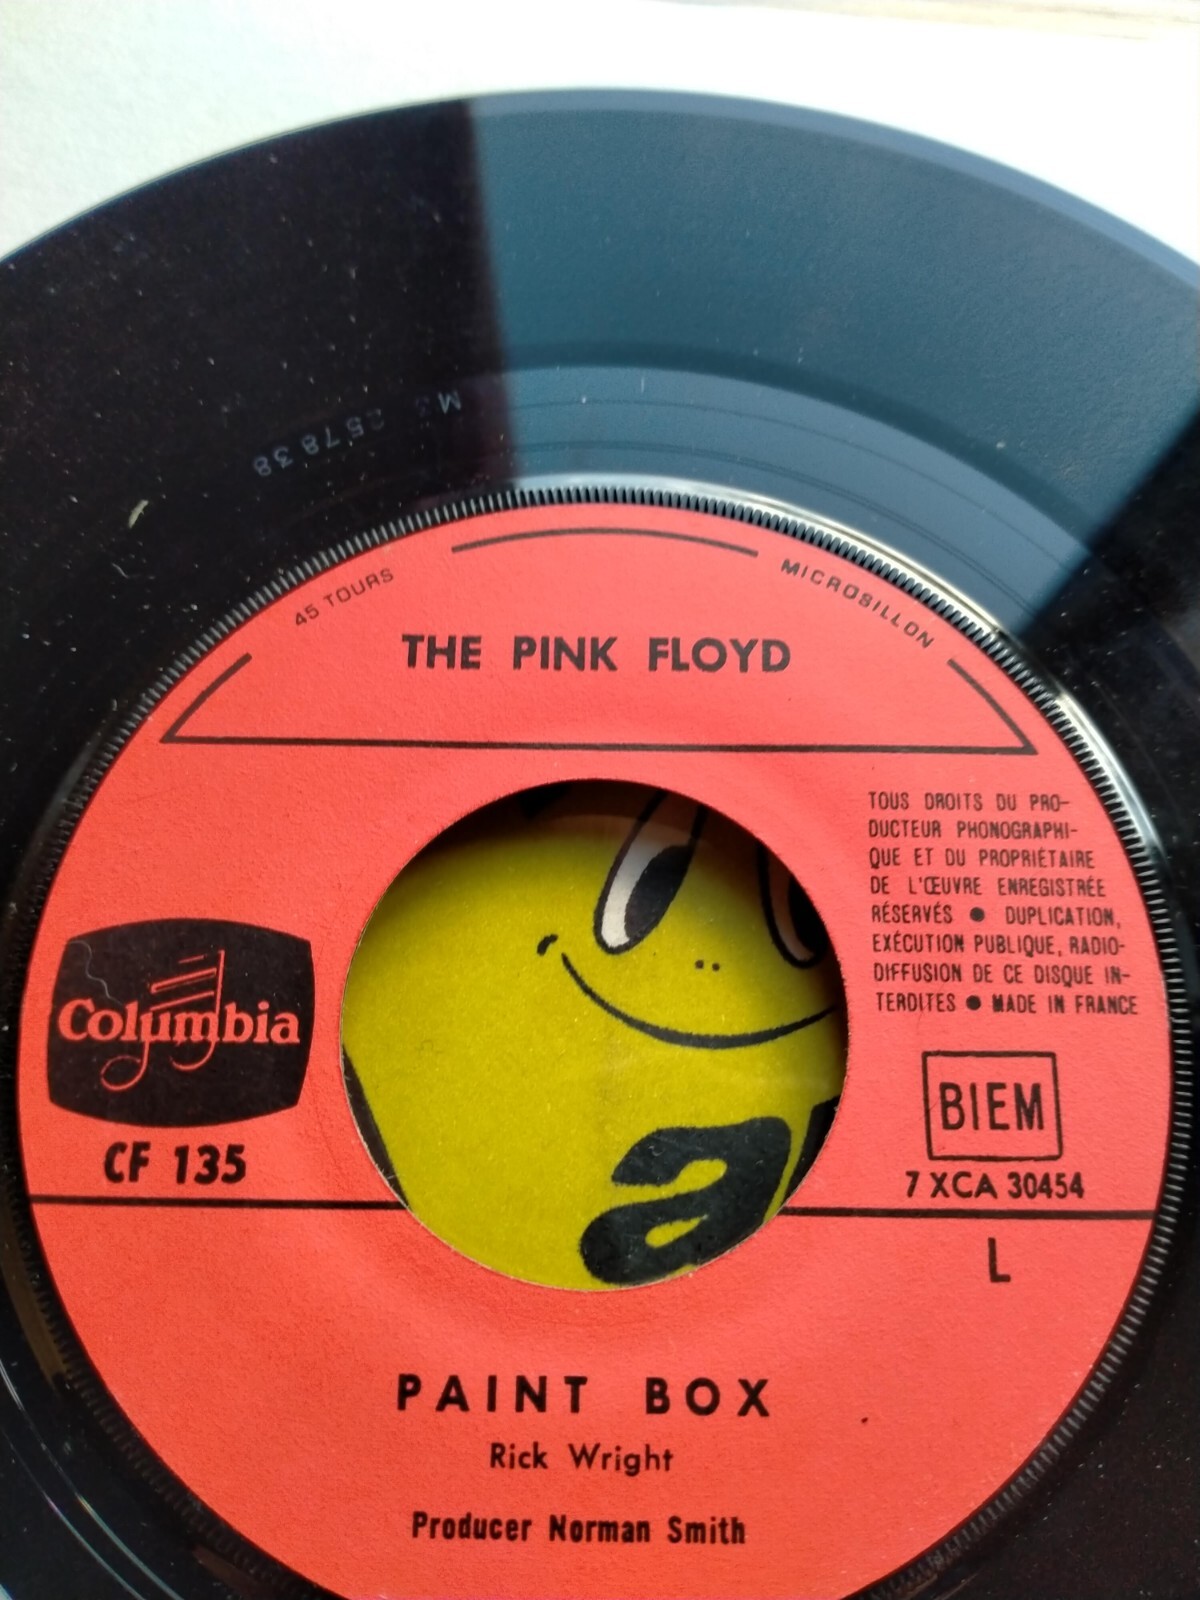 M3 257838
45 TOURS
MICROSILLON
THE PINK FLOYD
TOUS DROITS DU PRO-
DUCTEUR PHONOGRAPHI-
QUE ET DU PROPRIÉTAIRE
DE L'ŒUVRE ENREGISTRÉE
RÉSERVÉS ● DUPLICATION,
EXÉCUTION PUBLIQUE, RADIO-
DIFFUSION DE CE DISQUE IN-
TERDITES ● MADE IN FRANCE
Columbia
CF 135
BIEM
7 XCA 30454
L
PAINT BOX
Rick Wright
Producer Norman Smith